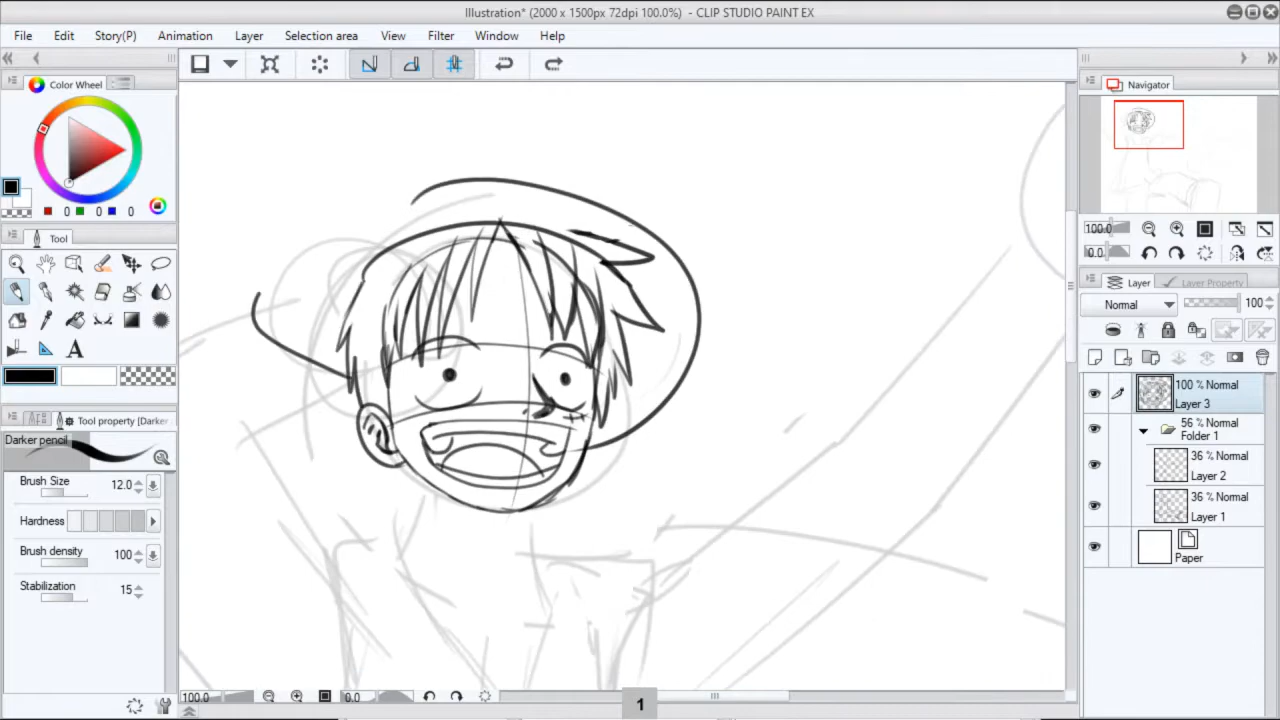 Illustration* (2000 x 1500px 72dpi 100.0%) - CLIP STUDIO PAINT EX
File Edit Story(P) Animation Layer Selection area View Filter Window Help
Color Wheel
0 0 0
Tool
Tool property [Darker
Darker pencil
Brush Size 12.0
Hardness
Brush density 100
Stabilization 15
100.0 0.0
1
Navigator
100.0
0.0
Layer Layer Property
Normal 100
100 % Normal
Layer 3
56 % Normal
Folder 1
36 % Normal
Layer 2
36 % Normal
Layer 1
Paper